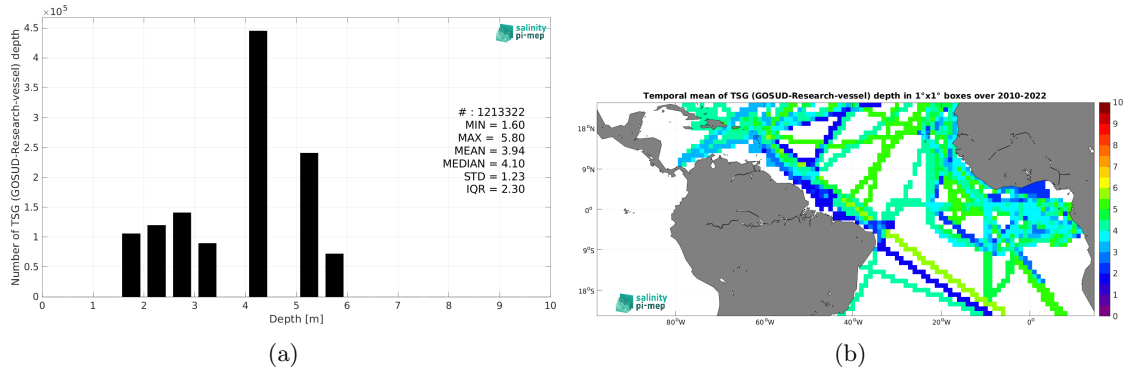 ×10⁵
4.5
4
3.5
3
2.5
2
1.5
1
0.5
0
Number of TSG (GOSUD-Research-vessel) depth
salinity
pi-mep
# : 1213322
MIN = 1.60
MAX = 5.80
MEAN = 3.94
MEDIAN = 4.10
STD = 1.23
IQR = 2.30
0 1 2 3 4 5 6 7 8 9 10
Depth [m]
(a)
Temporal mean of TSG (GOSUD-Research-vessel) depth in 1°x1° boxes over 2010-2022
18°N
9°N
0°
9°S
18°S
salinity
pi-mep
80°W 60°W 40°W 20°W 0°
10
9
8
7
6
5
4
3
2
1
0
(b)